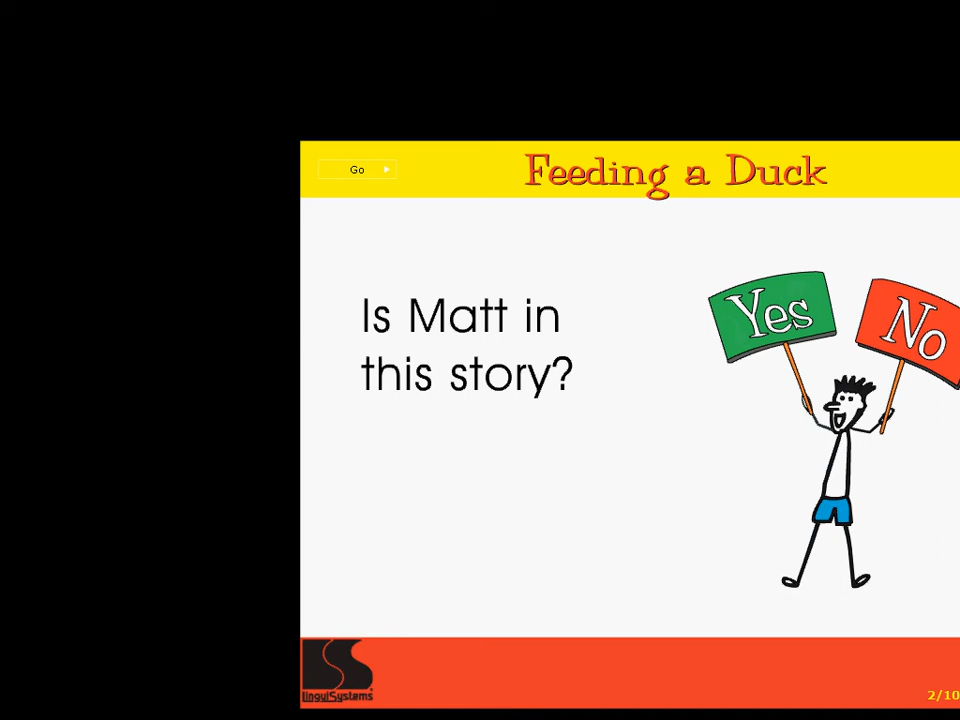 Go
Feeding a Duck
Is Matt in
this story?
Yes
No
LinguiSystems
2/10